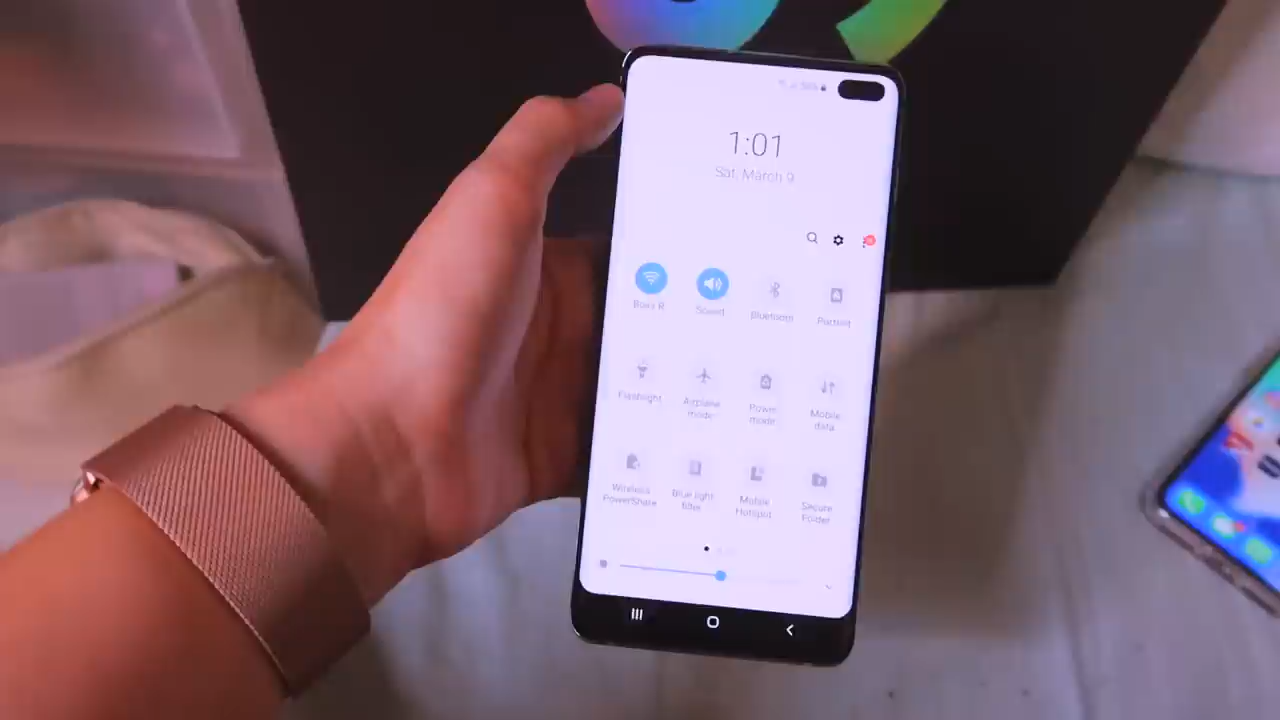 1:01
Sat, March 9
Sound
Bluetooth
Portrait
Flashlight
Airplane
mode
Power
mode
Mobile
data
Wireless
PowerShare
Blue light
filter
Mobile
Hotspot
Secure
Folder